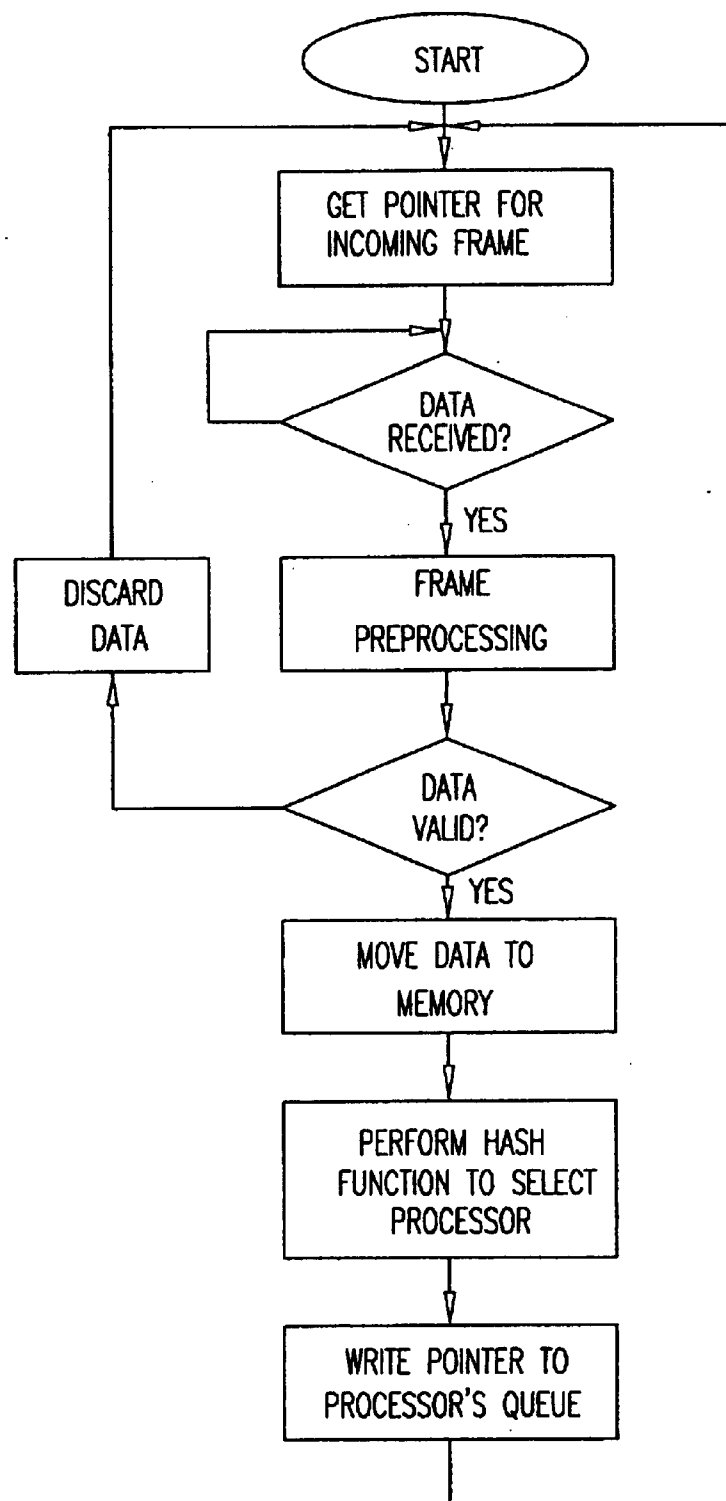 START
GET POINTER FOR
INCOMING FRAME
DATA
RECEIVED?
YES
DISCARD
DATA
FRAME
PREPROCESSING
DATA
VALID?
YES
MOVE DATA TO
MEMORY
PERFORM HASH
FUNCTION TO SELECT
PROCESSOR
WRITE POINTER TO
PROCESSOR'S QUEUE